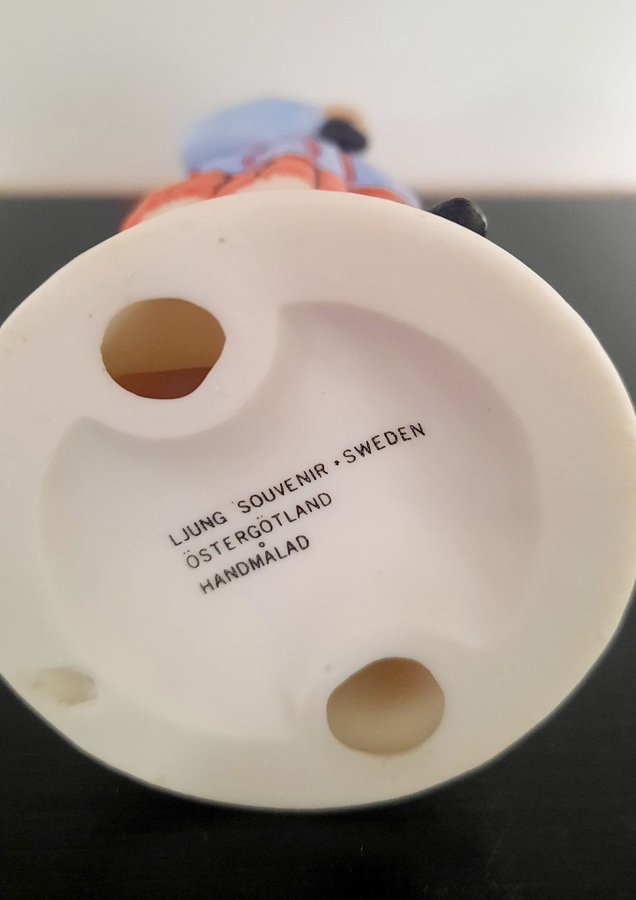 LJUNG SOUVENIR • SWEDEN
ÖSTERGÖTLAND
HANDMÅLAD